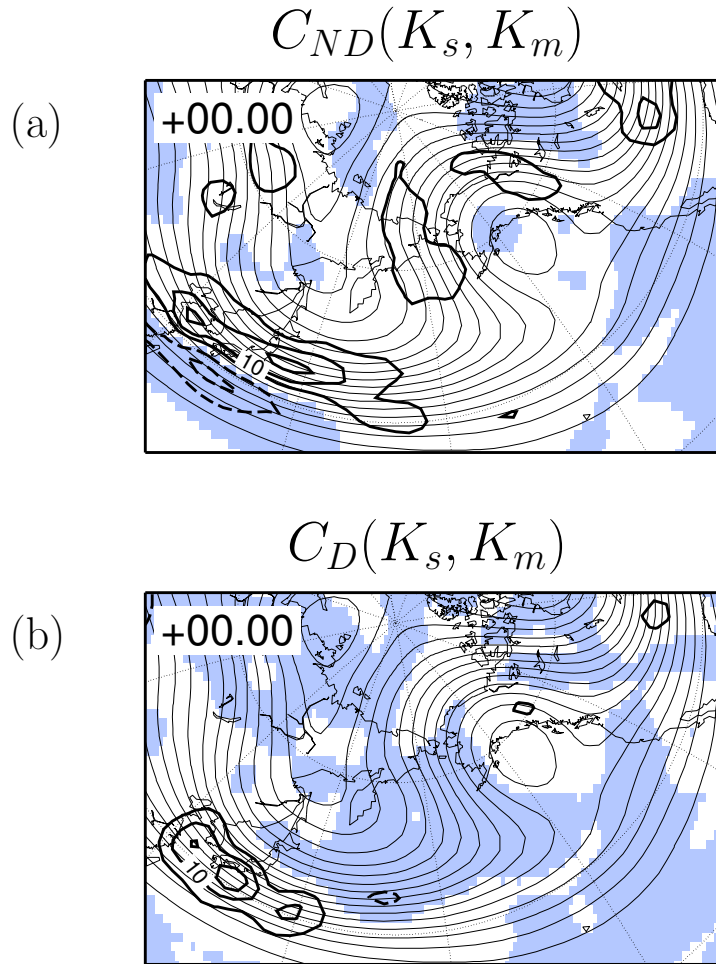 C_{ND}(K_s, K_m)
(a)
+00.00
10
C_D(K_s, K_m)
(b)
+00.00
10